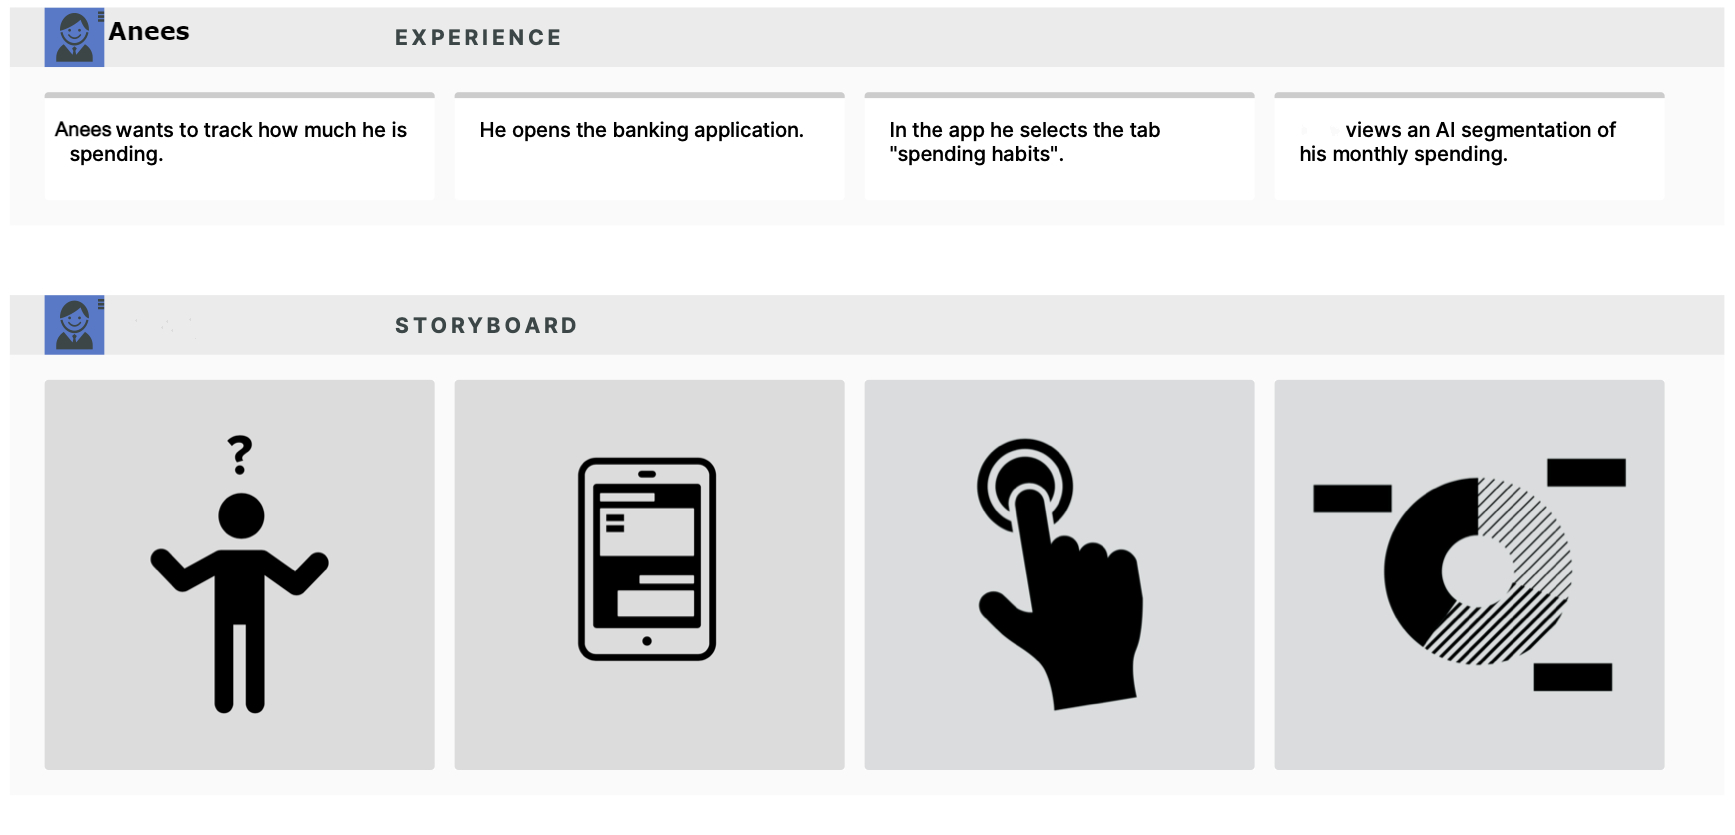 Anees
EXPERIENCE
Anees wants to track how much he is
spending.
He opens the banking application.
In the app he selects the tab
"spending habits".
views an AI segmentation of
his monthly spending.
STORYBOARD
?